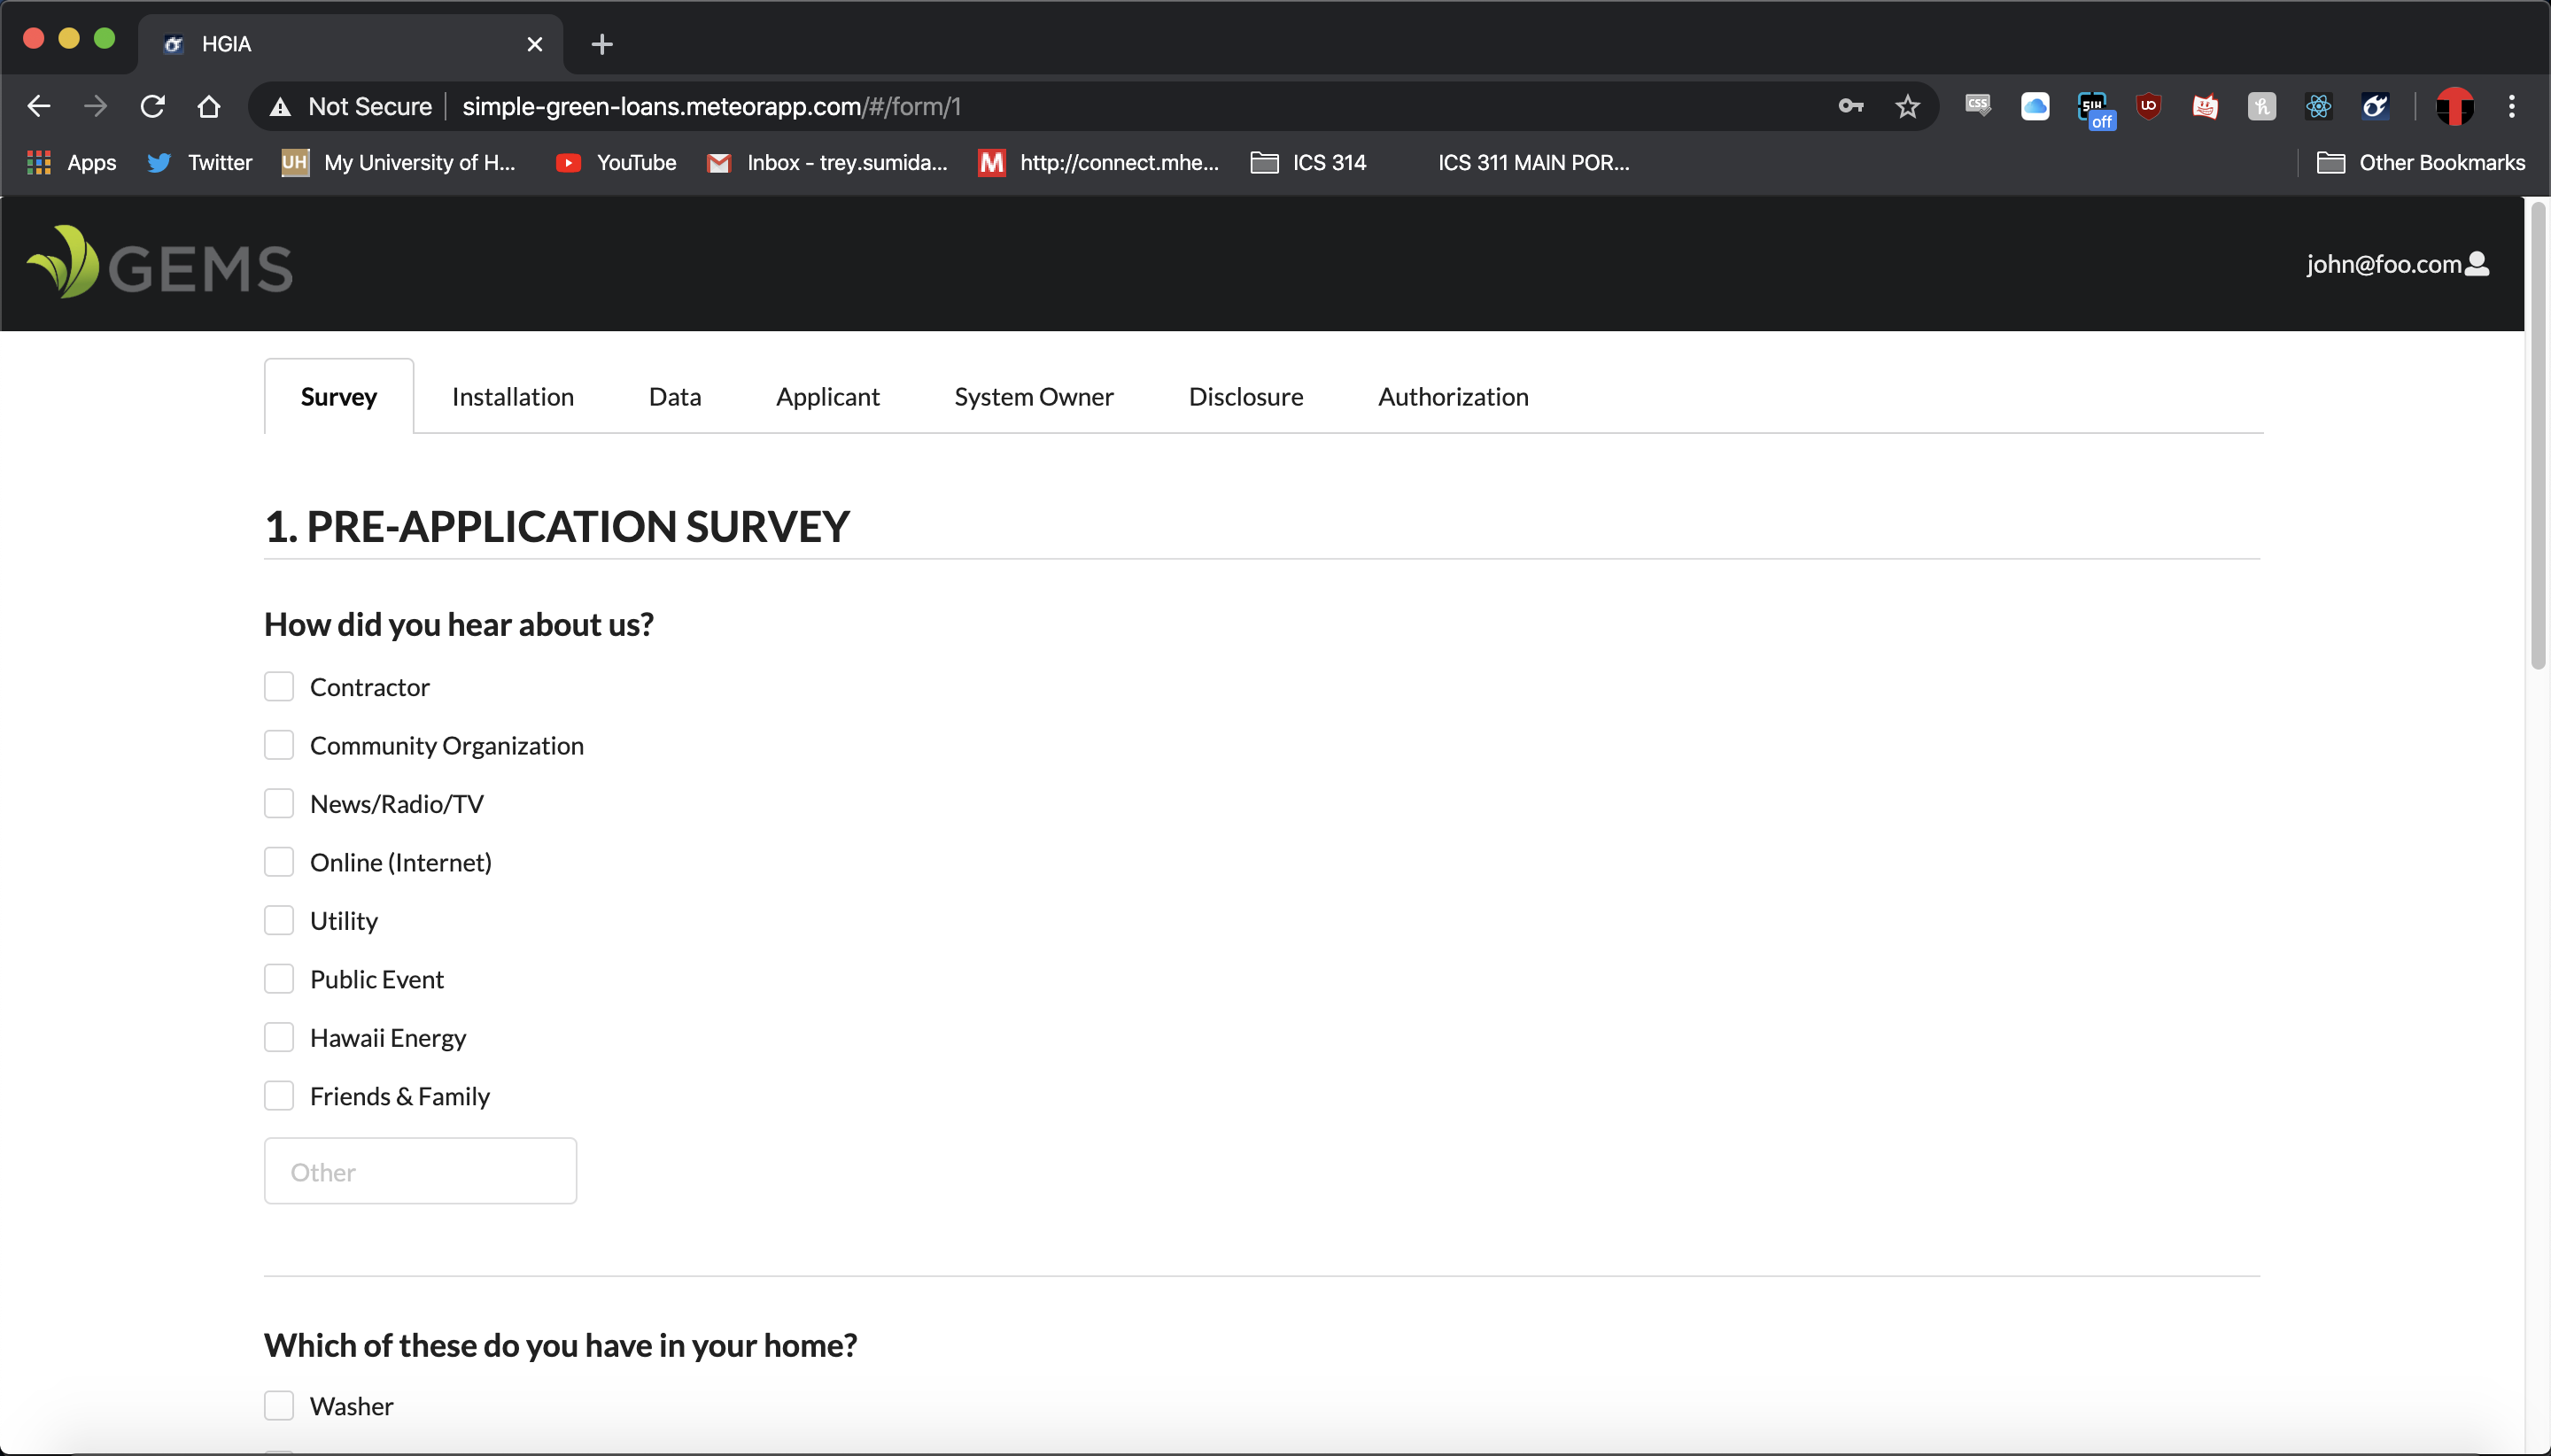 HGIA
Not Secure simple-green-loans.meteorapp.com/#/form/1
off
Apps Twitter UH My University of H... YouTube Inbox - trey.sumida... M http://connect.mhe... ICS 314 ICS 311 MAIN POR... Other Bookmarks
GEMS john@foo.com
Survey Installation Data Applicant System Owner Disclosure Authorization
1. PRE-APPLICATION SURVEY
How did you hear about us?
Contractor
Community Organization
News/Radio/TV
Online (Internet)
Utility
Public Event
Hawaii Energy
Friends & Family
Other
Which of these do you have in your home?
Washer